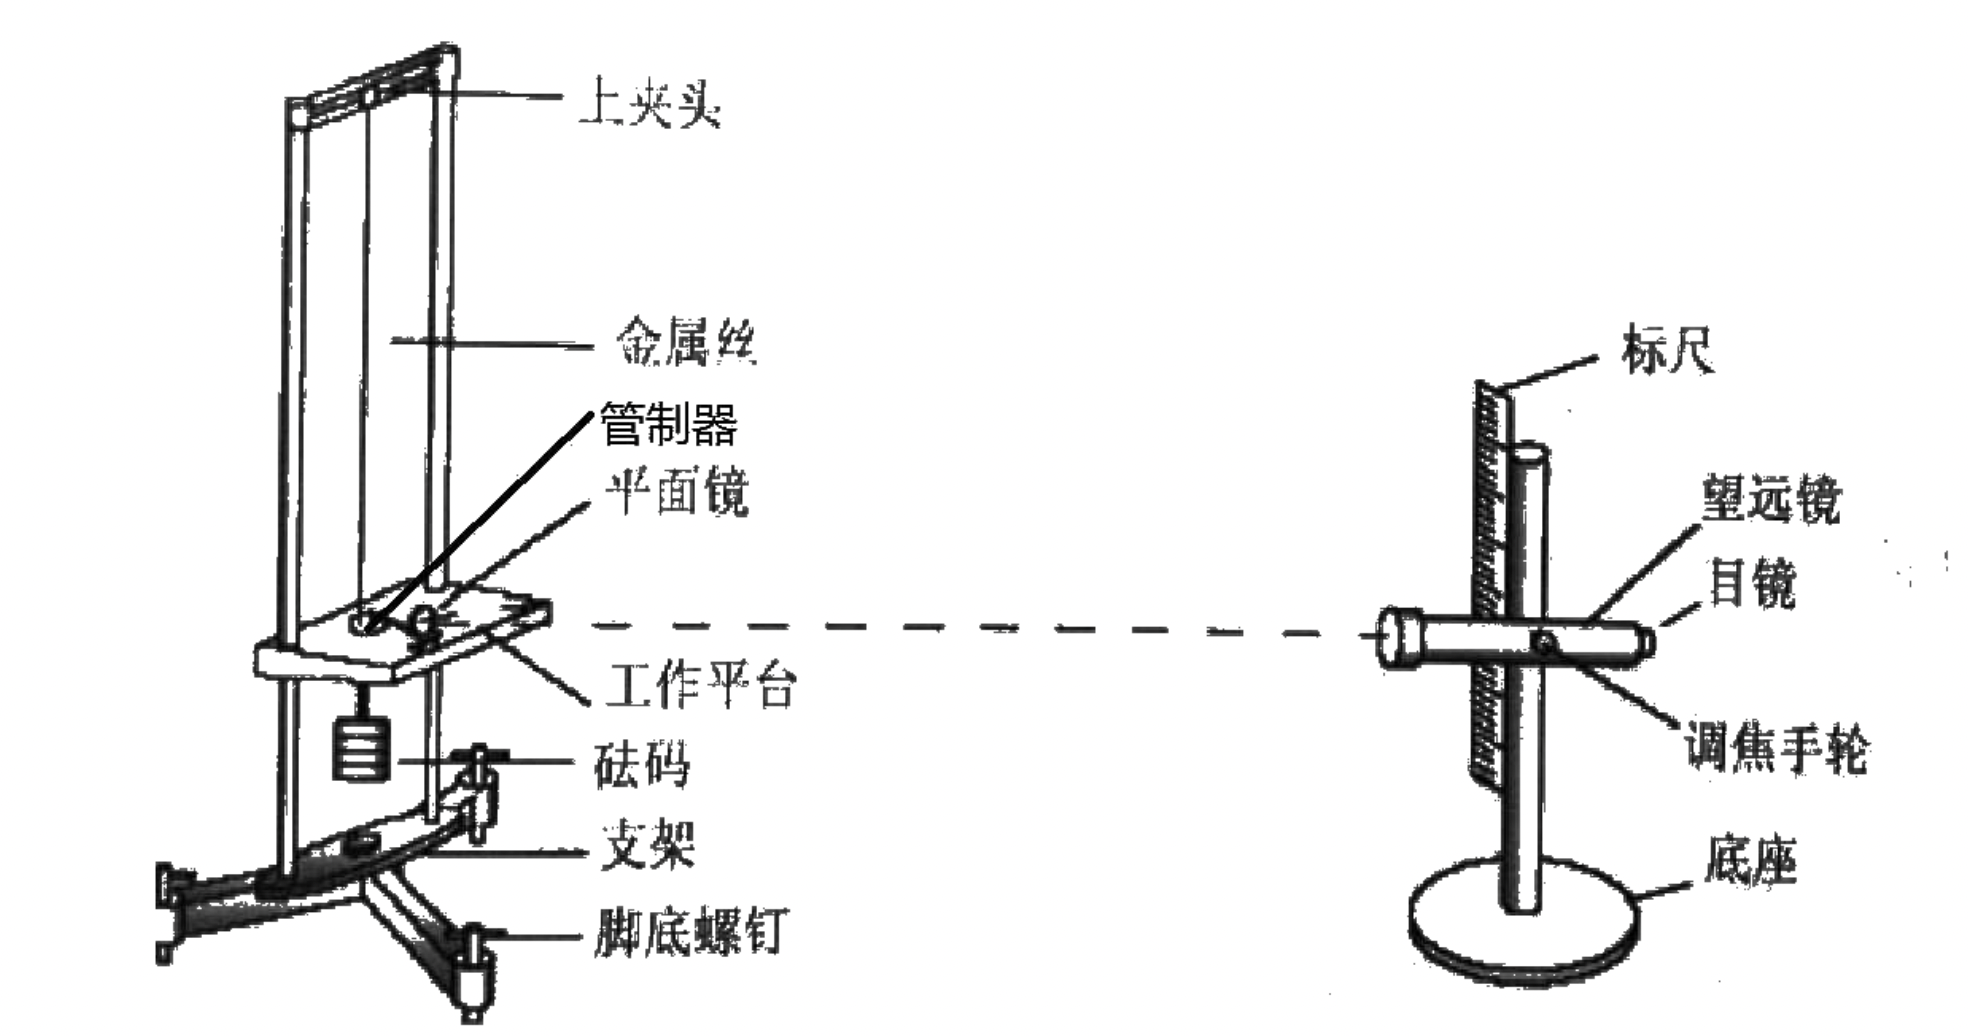 上夹头
金属丝
管制器
平面镜
工作平台
砝码
支架
脚底螺钉
标尺
望远镜
目镜
调焦手轮
底座